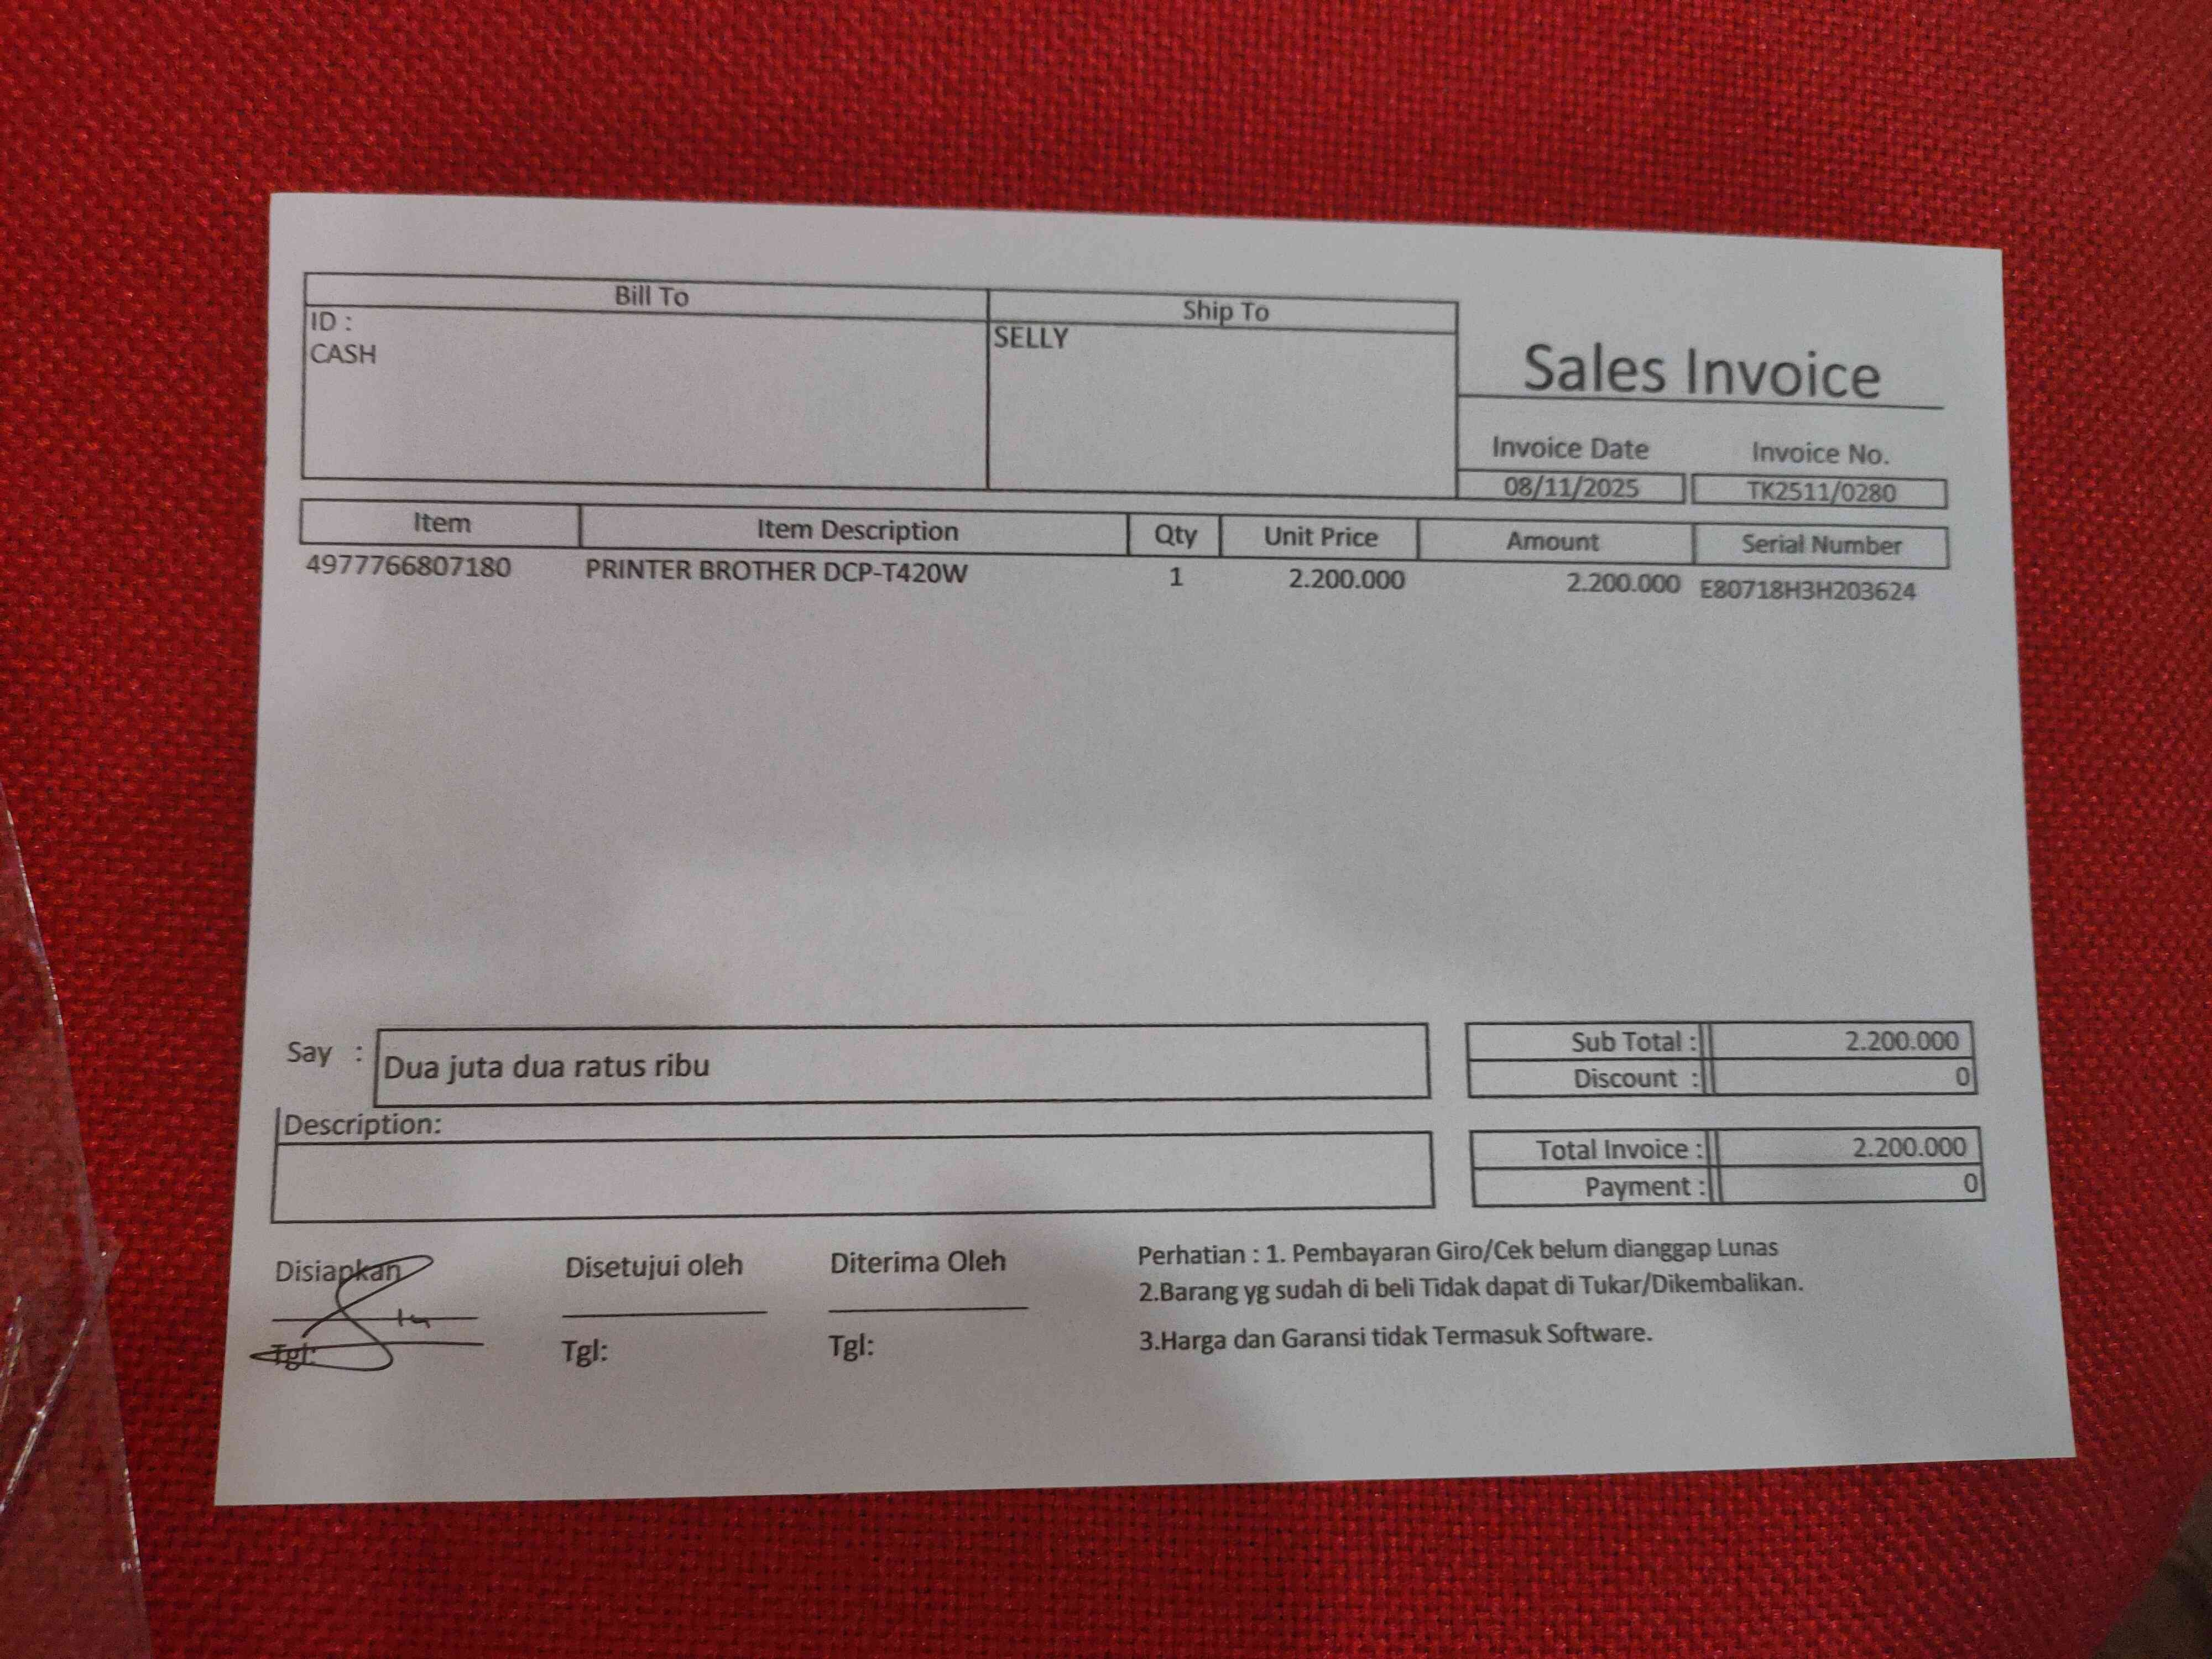 Bill To
Ship To
ID :
CASH
SELLY
Sales Invoice
Invoice Date
Invoice No.
08/11/2025
TK2511/0280
Item
Item Description
Qty
Unit Price
Amount
Serial Number
4977766807180
PRINTER BROTHER DCP-T420W
1
2.200.000
2.200.000
E80718H3H203624
Say :
Dua juta dua ratus ribu
Sub Total : 2.200.000
Discount : 0
Description:
Total Invoice : 2.200.000
Payment : 0
Disiapkan
Disetujui oleh
Diterima Oleh
Tgl:
Tgl:
Tgl:
Perhatian : 1. Pembayaran Giro/Cek belum dianggap Lunas
2.Barang yg sudah di beli Tidak dapat di Tukar/Dikembalikan.
3.Harga dan Garansi tidak Termasuk Software.